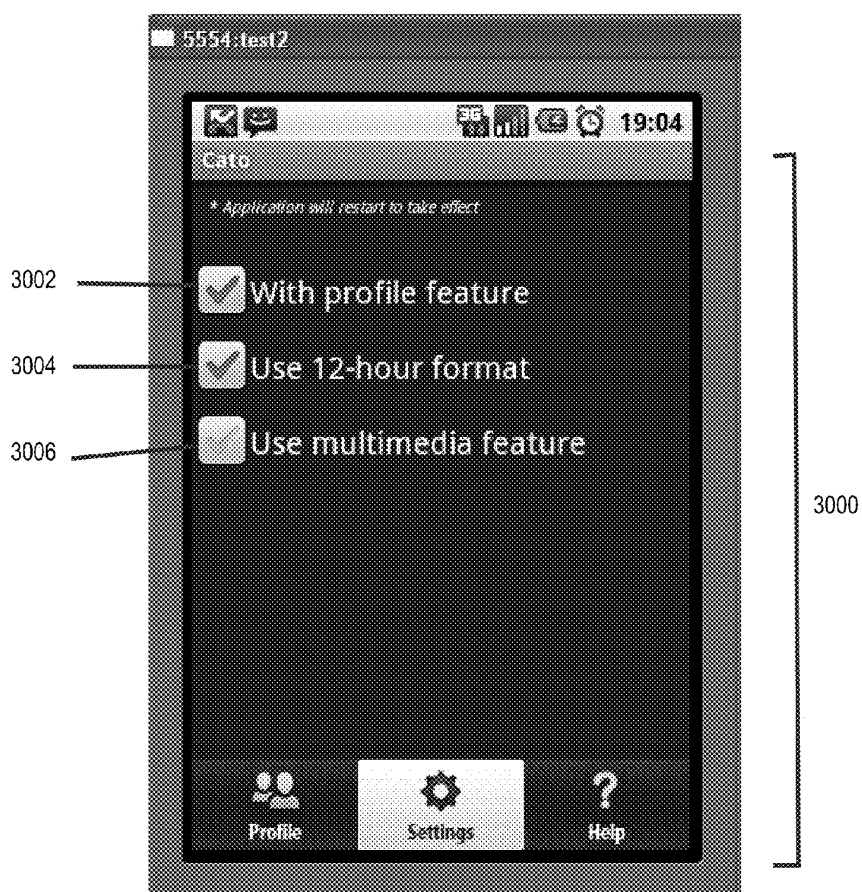 5554:test2
3G 19:04
Cato
* Application will restart to take effect
3002 With profile feature
3004 Use 12-hour format
3006 Use multimedia feature
3000
Profile Settings Help